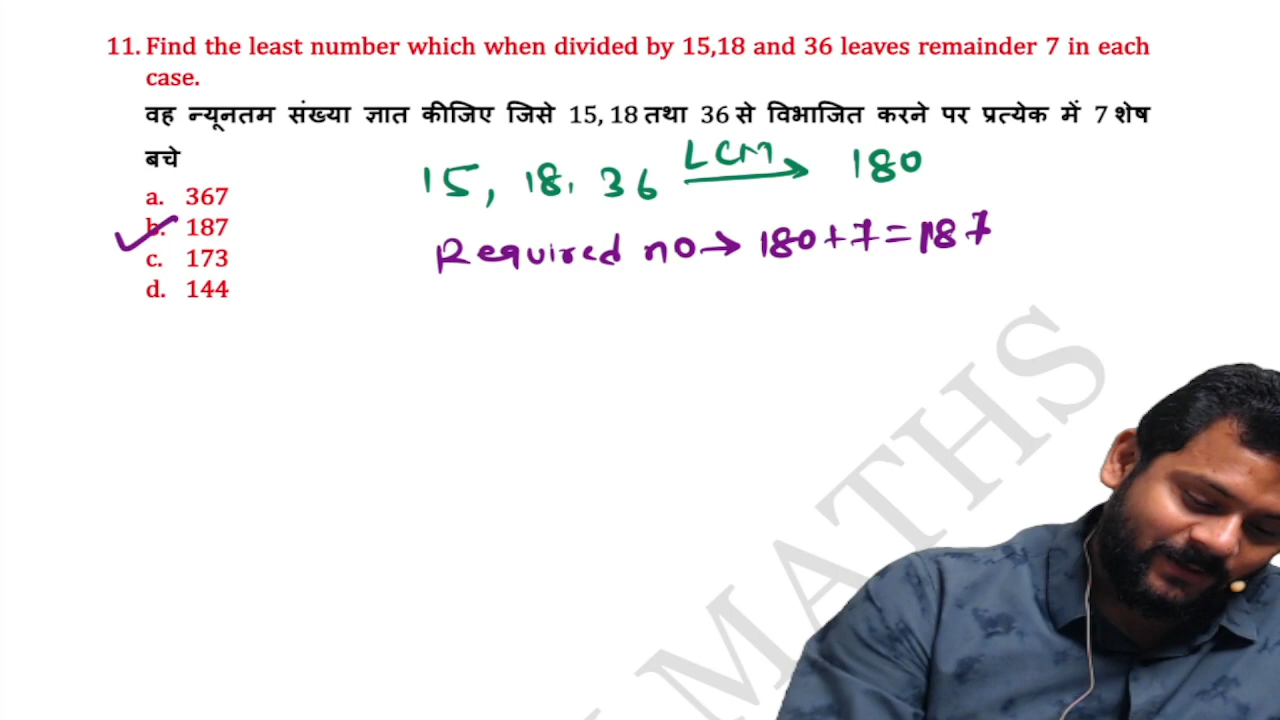 11. Find the least number which when divided by 15,18 and 36 leaves remainder 7 in each
case.
वह न्यूनतम संख्या ज्ञात कीजिए जिसे 15, 18 तथा 36 से विभाजित करने पर प्रत्येक में 7 शेष
बचे
15, 18, 36 LCM → 180
a. 367
b. 187
Required no → 180+7=187
c. 173
d. 144
MATHS